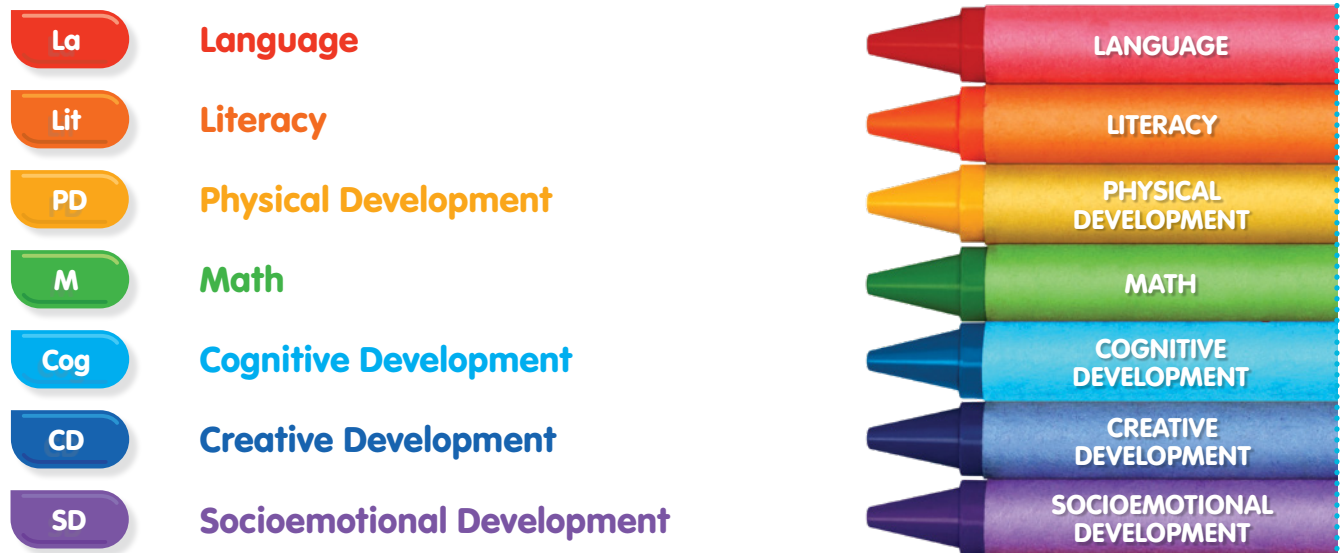 La
Language
Lit
Literacy
PD
Physical Development
M
Math
Cog
Cognitive Development
CD
Creative Development
SD
Socioemotional Development
LANGUAGE
LITERACY
PHYSICAL
DEVELOPMENT
MATH
COGNITIVE
DEVELOPMENT
CREATIVE
DEVELOPMENT
SOCIOEMOTIONAL
DEVELOPMENT